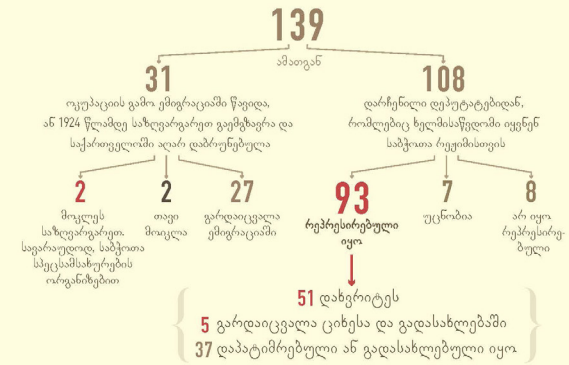 139
ამათგან
31
ოკუპაციის გამო ემიგრაციაში წავიდა,
ან 1924 წლამდე საზღვარგარეთ გაემგზავრა და
საქართველოში აღარ დაბრუნებულა
108
დარჩენილი დეპუტატებიდან,
რომლებიც ხელმისაწვდომი იყვნენ
საბჭოთა რეჟიმისთვის
2
მოკლეს
საზღვარგარეთ.
სავარაუდოდ, საბჭოთა
სპეცსამსახურების
ორგანიზებით
2
თავი
მოიკლა
27
გარდაიცვალა
ემიგრაციაში
93
რეპრესირებული
იყო
7
უცნობია
8
არ იყო
რეპრესირე-
ბული
51 დახვრიტეს
5 გარდაიცვალა ციხესა და გადასახლებაში
37 დაპატიმრებული ან გადასახლებული იყო